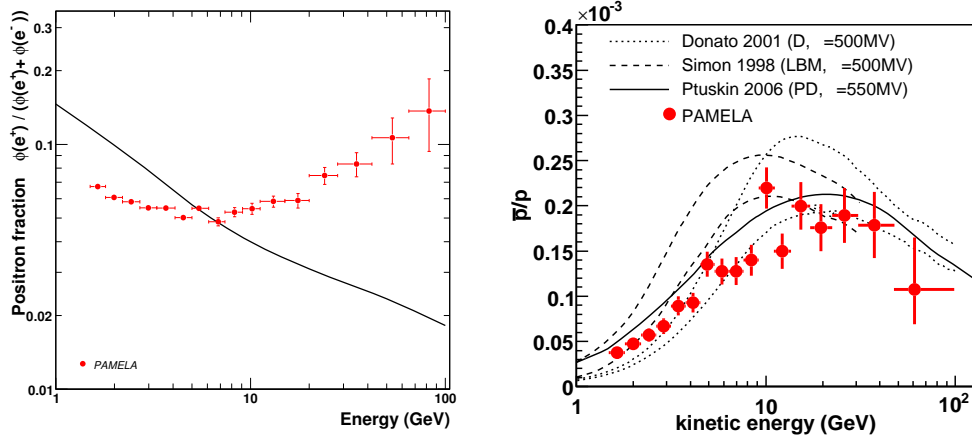 Positron fraction φ(e⁺) / (φ(e⁺)+ φ(e⁻))
0.3
0.2
0.1
0.02
0.01
PAMELA
1
10
100
Energy (GeV)
×10⁻³
p̅/p
0.4
0.35
0.3
0.25
0.2
0.15
0.1
0.05
0
Donato 2001 (D, =500MV)
Simon 1998 (LBM, =500MV)
Ptuskin 2006 (PD, =550MV)
PAMELA
1
10
10²
kinetic energy (GeV)